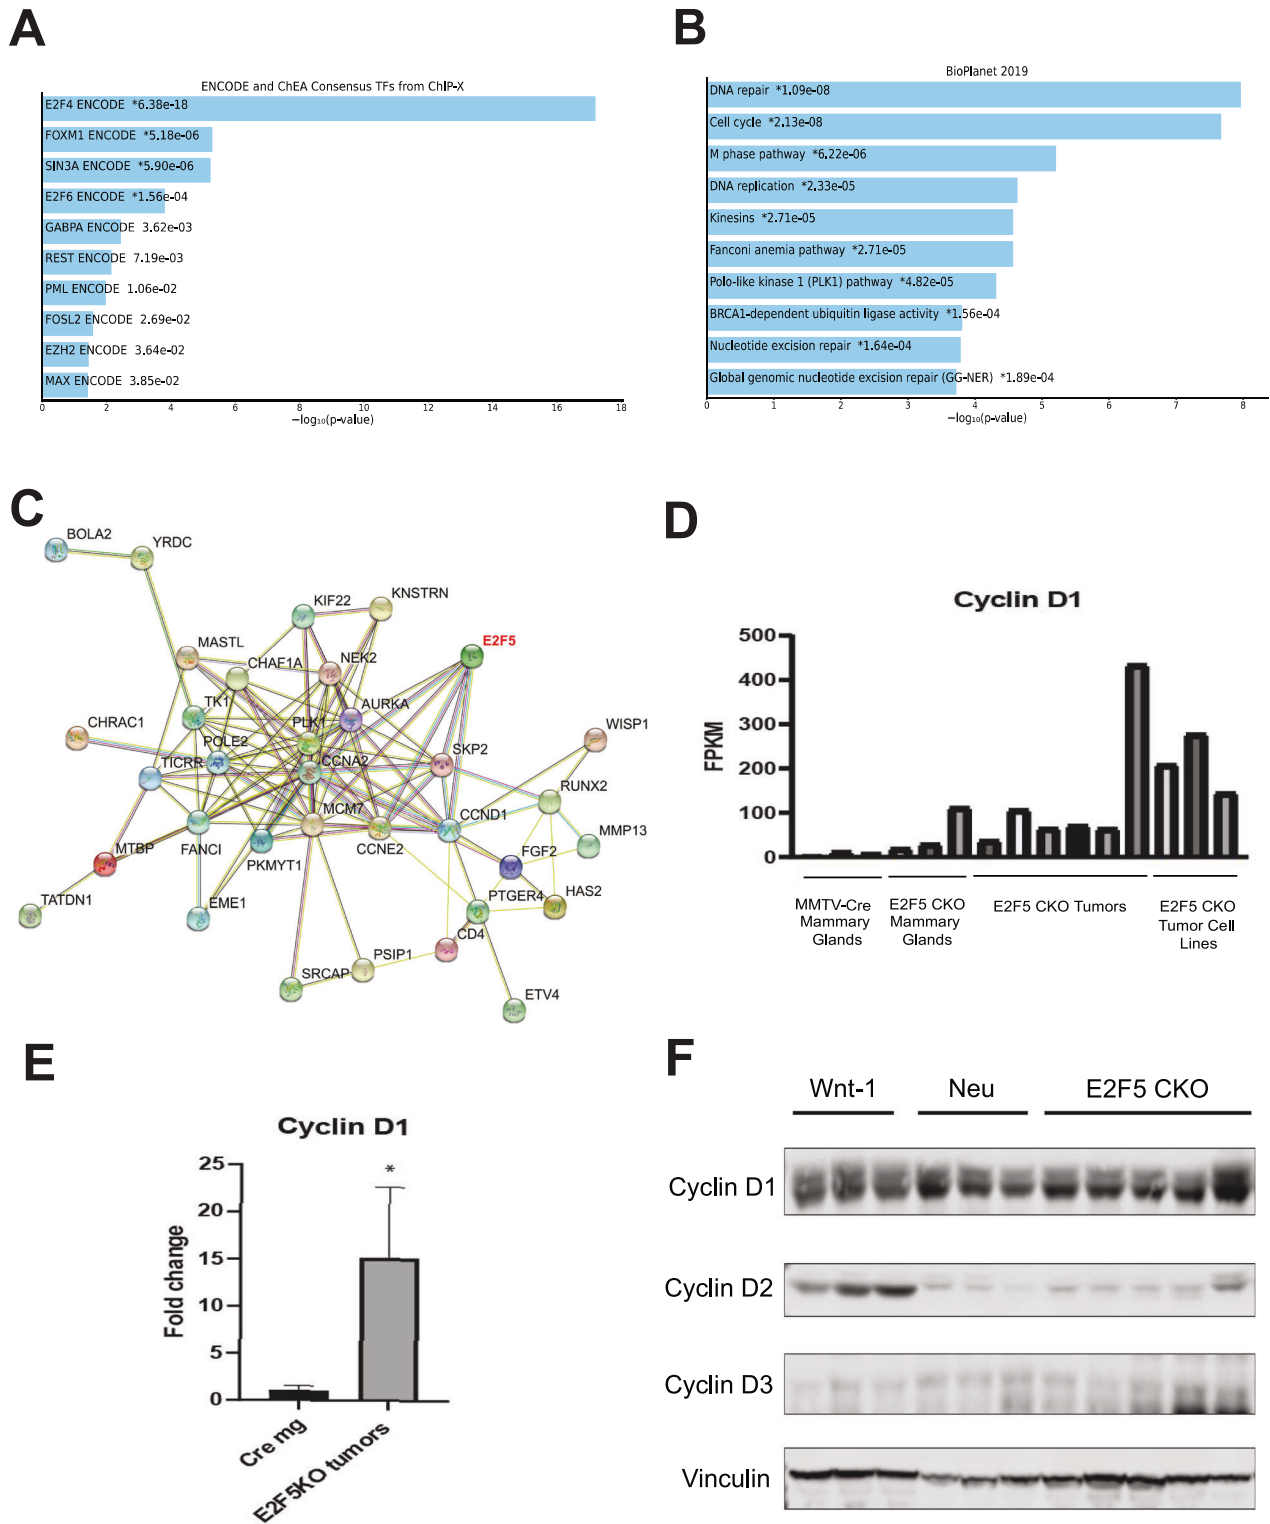 A
ENCODE and ChEA Consensus TFs from ChIP-X
E2F4 ENCODE *6.38e-18
FOXM1 ENCODE *5.18e-06
SIN3A ENCODE *5.90e-06
E2F6 ENCODE *1.56e-04
GABPA ENCODE 3.62e-03
REST ENCODE 7.19e-03
PML ENCODE 1.06e-02
FOSL2 ENCODE 2.69e-02
EZH2 ENCODE 3.64e-02
MAX ENCODE 3.85e-02
0 2 4 6 8 10 12 14 16 18
−log₁₀(p-value)
B
BioPlanet 2019
DNA repair *1.09e-08
Cell cycle *2.13e-08
M phase pathway *6.22e-06
DNA replication *2.33e-05
Kinesins *2.71e-05
Fanconi anemia pathway *2.71e-05
Polo-like kinase 1 (PLK1) pathway *4.82e-05
BRCA1-dependent ubiquitin ligase activity *1.56e-04
Nucleotide excision repair *1.64e-04
Global genomic nucleotide excision repair (GG-NER) *1.89e-04
0 1 2 3 4 5 6 7 8
−log₁₀(p-value)
C
BOLA2
YRDC
KIF22
KNSTRN
MASTL
CHAF1A
NEK2
E2F5
TK1
AURKA
CHRAC1
PLK1
WISP1
POLE2
SKP2
TICRR
CCNA2
RUNX2
MCM7
CCND1
MMP13
MTBP
FANCI
PKMYT1
CCNE2
FGF2
TATDN1
EME1
PTGER4
HAS2
CD4
PSIP1
SRCAP
ETV4
D
Cyclin D1
FPKM
500
400
300
200
100
0
MMTV-Cre
Mammary
Glands
E2F5 CKO
Mammary
Glands
E2F5 CKO Tumors
E2F5 CKO
Tumor Cell
Lines
E
Cyclin D1
Fold change
25
20
15
10
5
0
*
Cre mg
E2F5KO tumors
F
Wnt-1 Neu E2F5 CKO
Cyclin D1
Cyclin D2
Cyclin D3
Vinculin